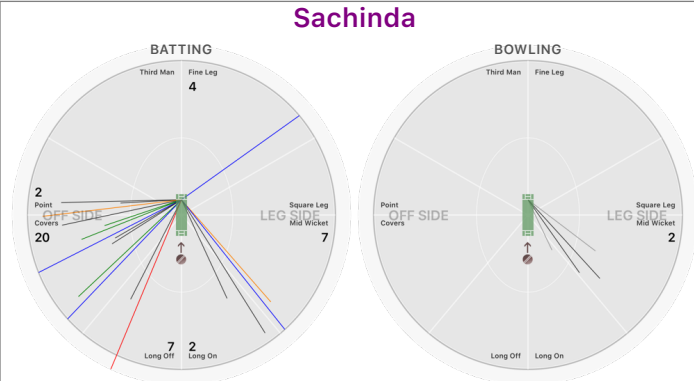 Sachinda
BATTING
BOWLING
Third Man
Fine Leg
4
Third Man
Fine Leg
2
Point
OFF SIDE
Covers
20
Square Leg
LEG SIDE
Mid Wicket
7
Point
OFF SIDE
Covers
Square Leg
LEG SIDE
Mid Wicket
2
7
Long Off
2
Long On
Long Off
Long On